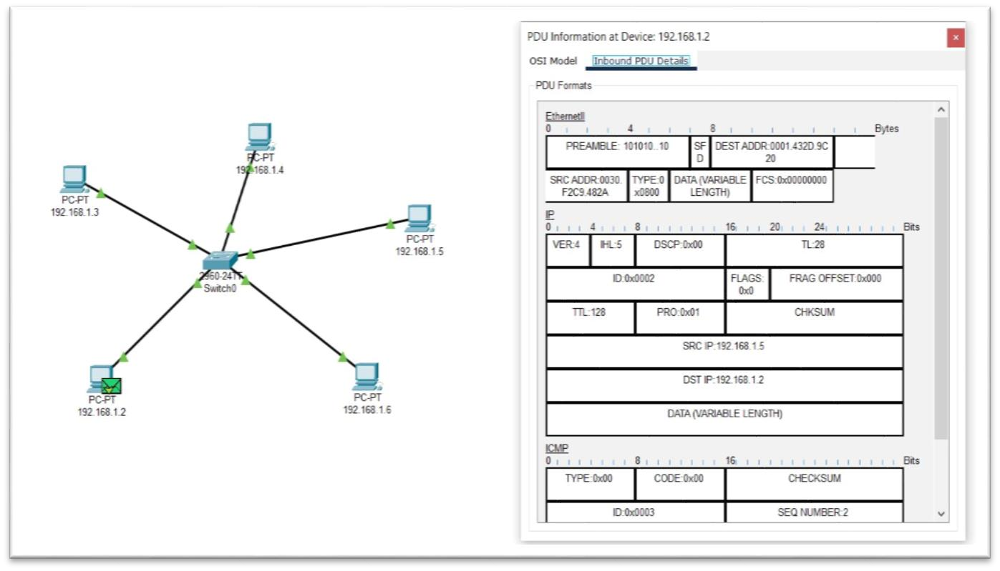 PC-PT
192.168.1.4
PC-PT
192.168.1.3
PC-PT
192.168.1.5
2960-24TT
Switch0
PC-PT
192.168.1.2
PC-PT
192.168.1.6
PDU Information at Device: 192.168.1.2
OSI Model Inbound PDU Details
PDU Formats
EthernetII
0 4 8 Bytes
PREAMBLE: 101010..10
SF
D
DEST ADDR:0001.432D.9C
20
SRC ADDR:0030.
F2C9.482A
TYPE:0
x0800
DATA (VARIABLE
LENGTH)
FCS:0x00000000
IP
0 4 8 16 20 24 Bits
VER:4 IHL:5 DSCP:0x00 TL:28
ID:0x0002
FLAGS:
0x0
FRAG OFFSET:0x000
TTL:128 PRO:0x01 CHKSUM
SRC IP:192.168.1.5
DST IP:192.168.1.2
DATA (VARIABLE LENGTH)
ICMP
0 8 16 Bits
TYPE:0x00 CODE:0x00 CHECKSUM
ID:0x0003 SEQ NUMBER:2